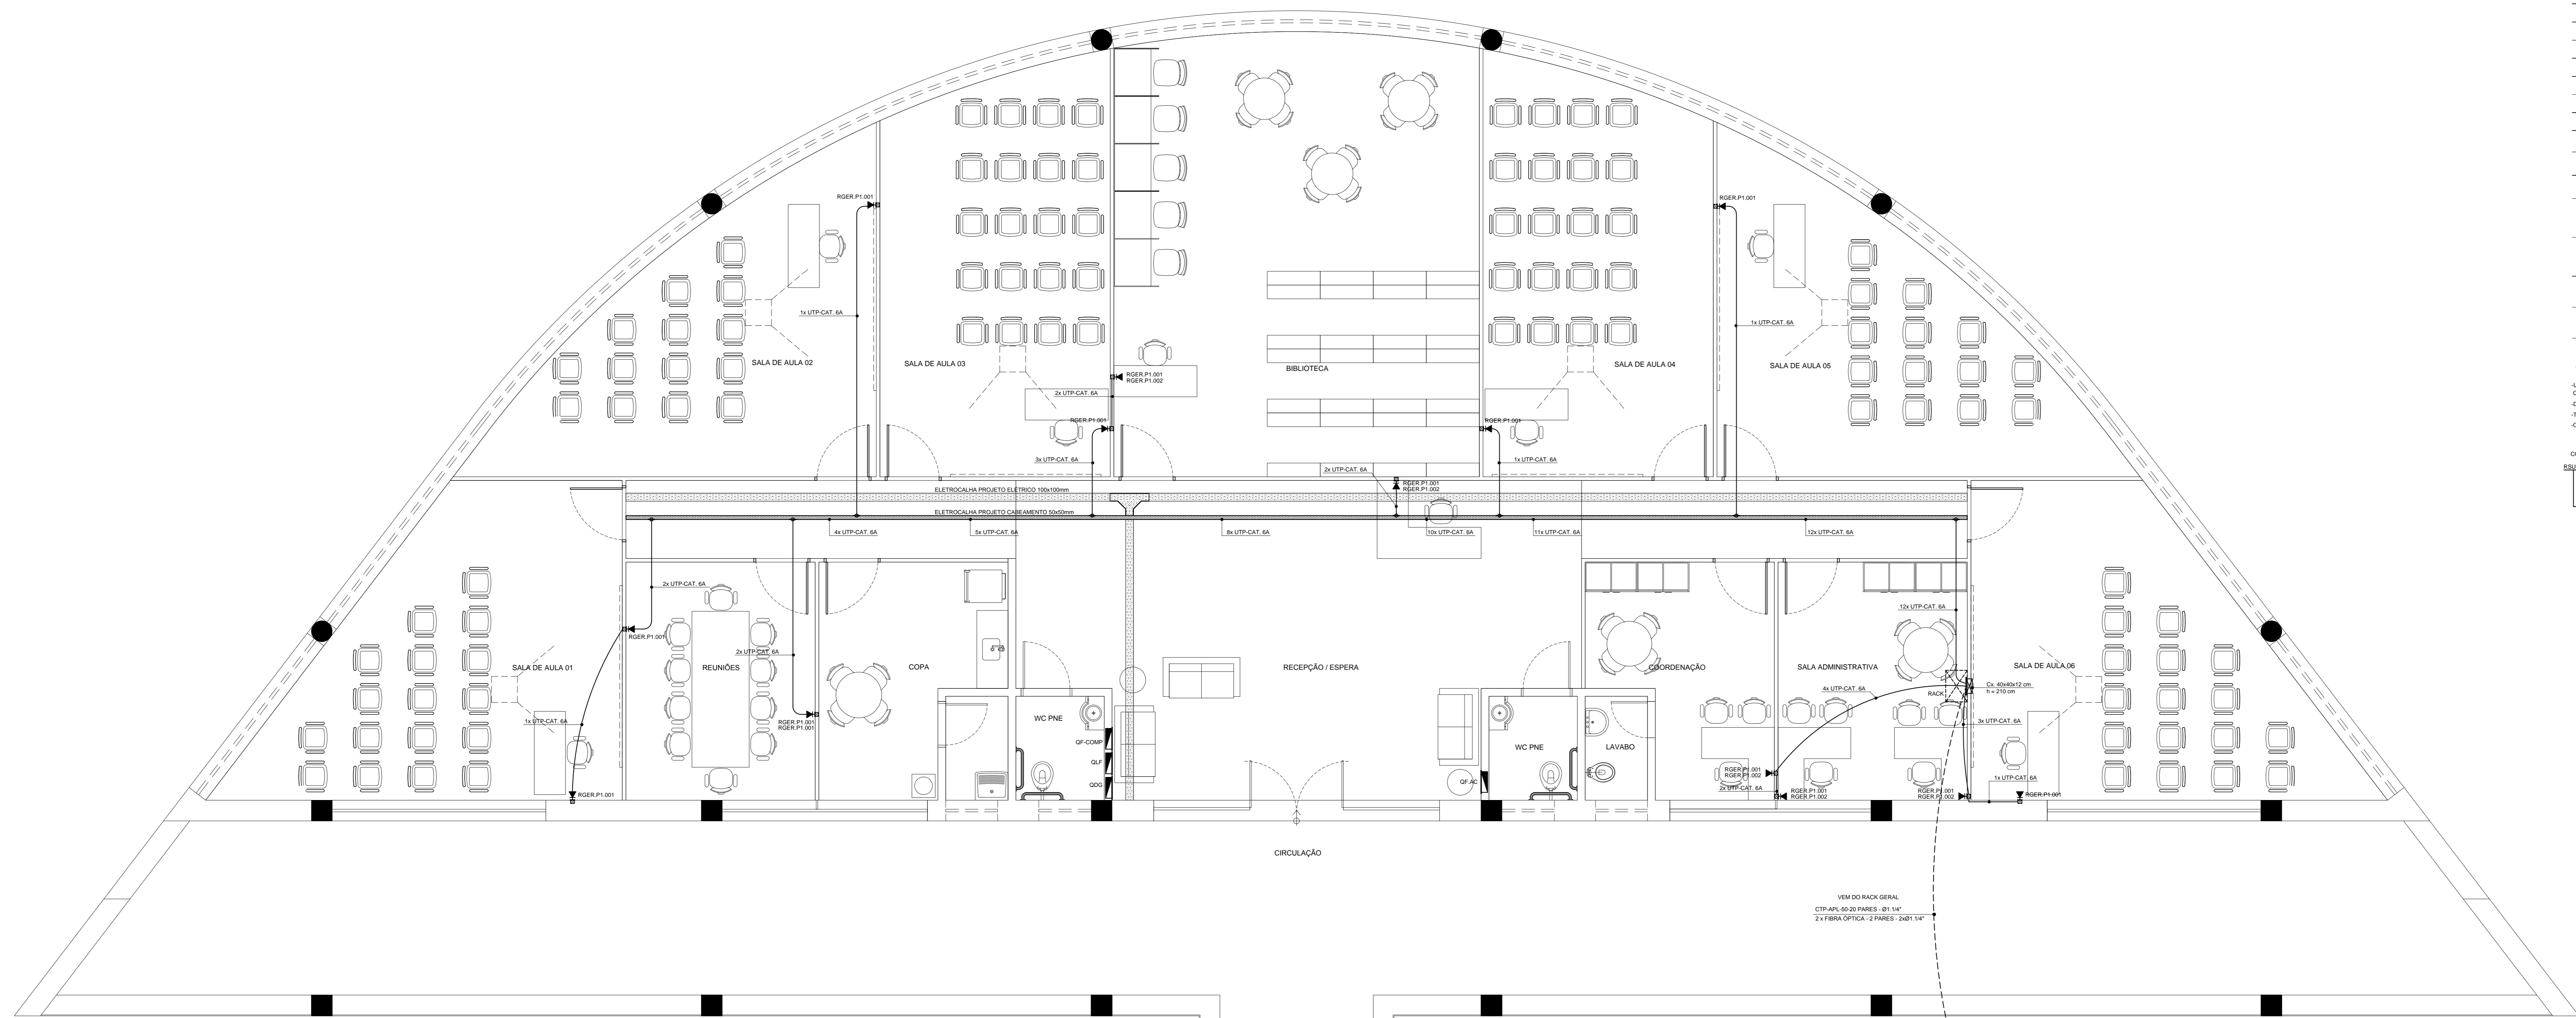 RGER.P1.001
RGER.P1.001
1x UTP-CAT. 6A
1x UTP-CAT. 6A
SALA DE AULA 02
SALA DE AULA 03
BIBLIOTECA
SALA DE AULA 04
SALA DE AULA 05
RGER.P1.001
RGER.P1.002
2x UTP-CAT. 6A
RGER.P1.001
RGER.P1.001
3x UTP-CAT. 6A
1x UTP-CAT. 6A
2x UTP-CAT. 6A
RGER.P1.001
RGER.P1.002
ELETROCALHA PROJETO ELÉTRICO 100x100mm
ELETROCALHA PROJETO CABEAMENTO 50x50mm
4x UTP-CAT. 6A
5x UTP-CAT. 6A
8x UTP-CAT. 6A
10x UTP-CAT. 6A
11x UTP-CAT. 6A
12x UTP-CAT. 6A
2x UTP-CAT. 6A
12x UTP-CAT. 6A
RGER.P1.001
2x UTP-CAT. 6A
SALA DE AULA 01
REUNIÕES
COPA
RECEPÇÃO / ESPERA
COORDENAÇÃO
SALA ADMINISTRATIVA
SALA DE AULA 06
4x UTP-CAT. 6A
RACK
Cx. 40x40x12 cm
h = 210 cm
1x UTP-CAT. 6A
RGER.P1.001
RGER.P1.001
WC PNE
3x UTP-CAT. 6A
QF-COMP
QLF
QDG
WC PNE
LAVABO
QF.AC
RGER.P1.001
RGER.P1.002
2x UTP-CAT. 6A
1x UTP-CAT. 6A
RGER.P1.001
RGER.P1.001
RGER.P1.002
RGER.P1.001
RGER.P1.002
RGER.P1.001
CIRCULAÇÃO
VEM DO RACK GERAL
CTP-APL-50-20 PARES - Ø1.1/4"
2 x FIBRA ÓPTICA - 2 PARES - 2xØ1.1/4"